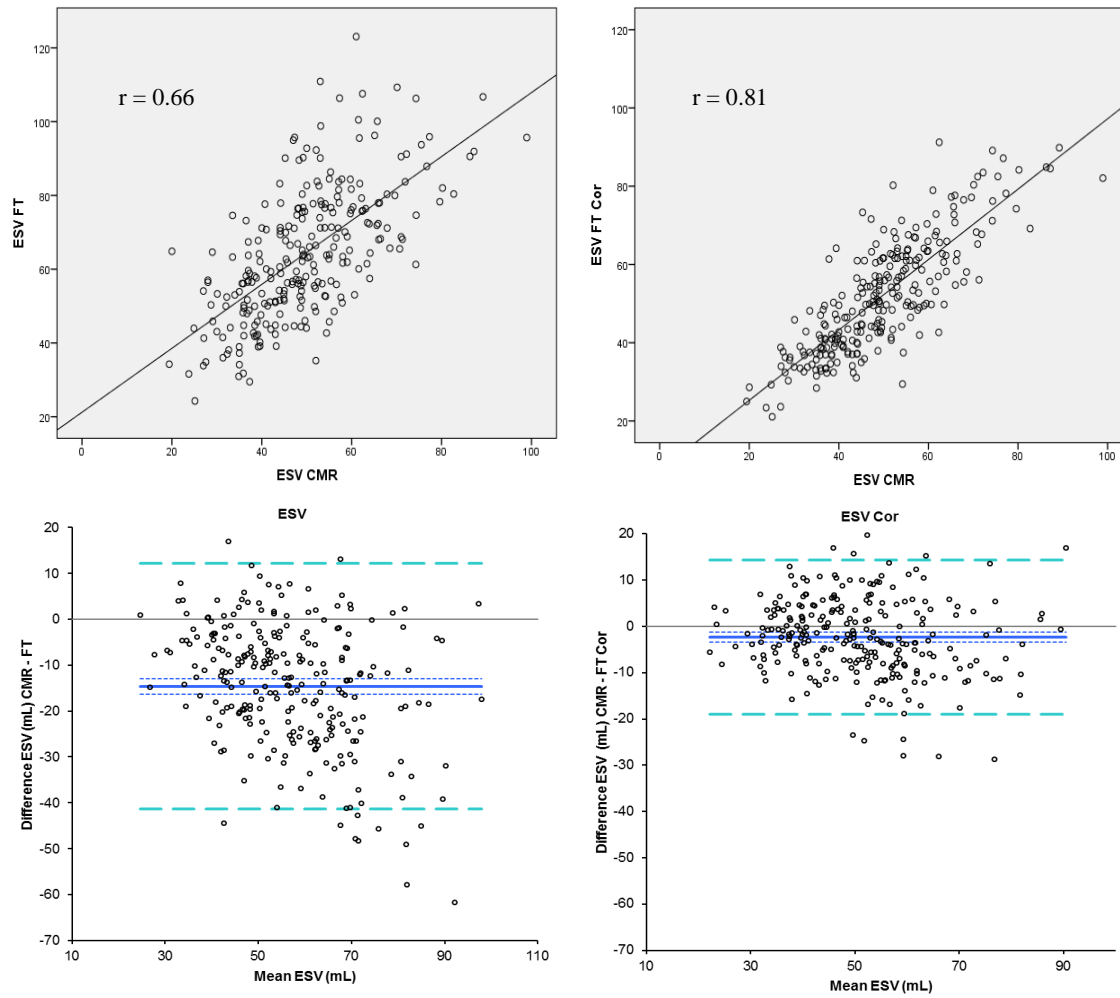 r = 0.66
120
100
80
60
40
20
ESV FT
0 20 40 60 80 100
ESV CMR
r = 0.81
120
100
80
60
40
20
ESV FT Cor
0 20 40 60 80 100
ESV CMR
ESV
20
10
0
-10
-20
-30
-40
-50
-60
-70
Difference ESV (mL) CMR - FT
10 30 50 70 90 110
Mean ESV (mL)
ESV Cor
20
10
0
-10
-20
-30
-40
-50
-60
-70
Difference ESV (mL) CMR - FT Cor
10 30 50 70 90
Mean ESV (mL)